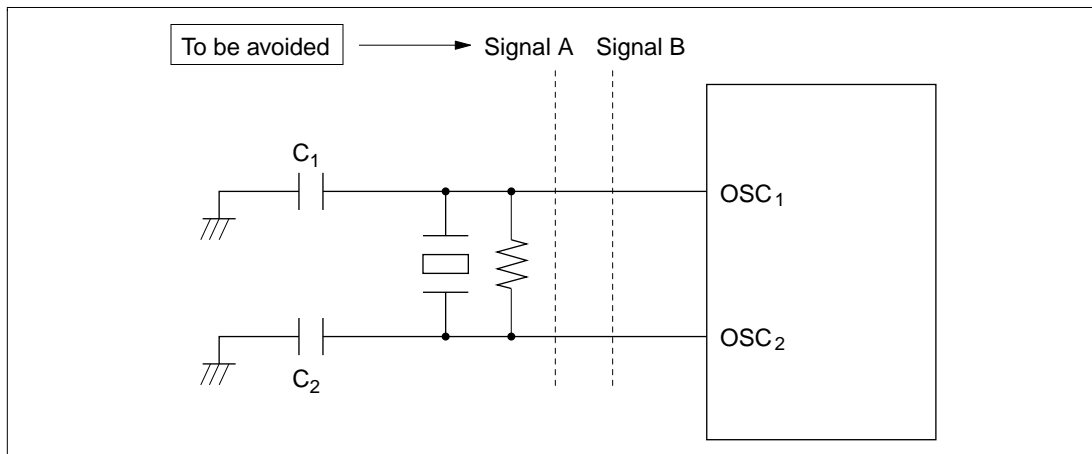 To be avoided Signal A Signal B
C1
OSC1
OSC2
C2